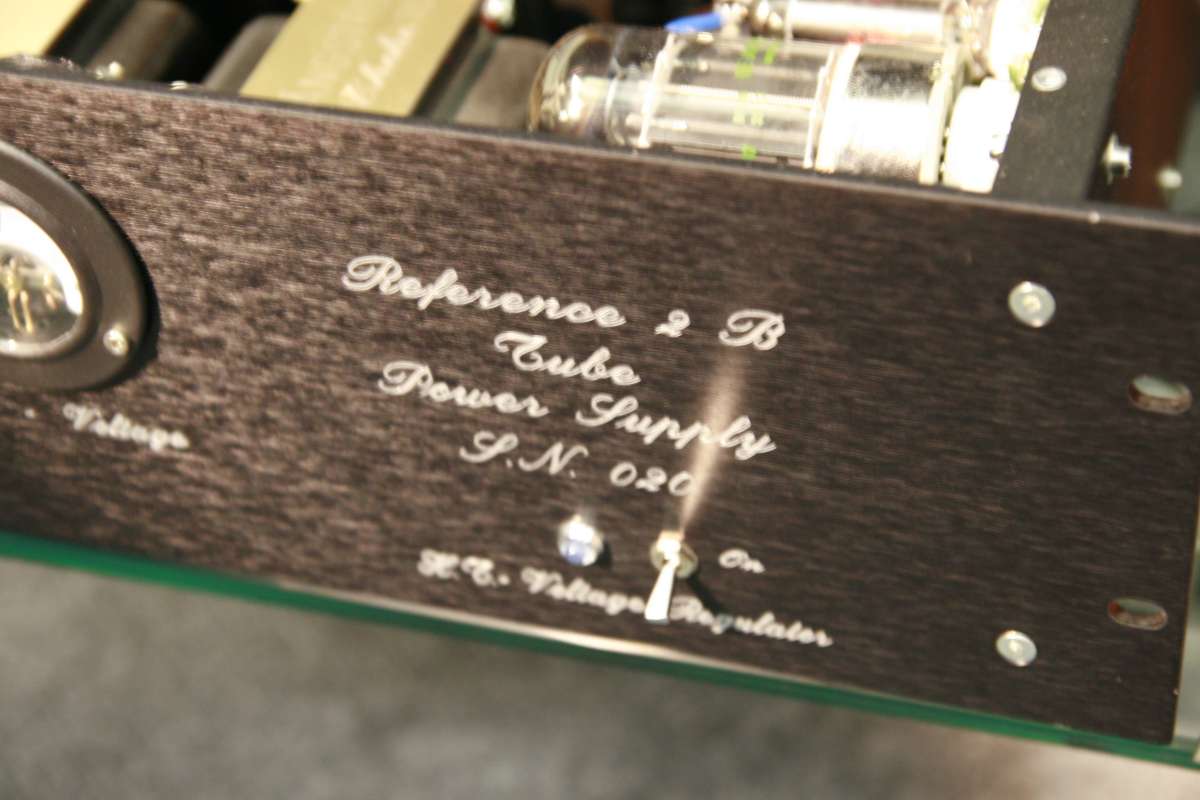 Reference 2 B
Tube
Power Supply
S.N. 020
Voltage
On
H.T. Voltage Regulator